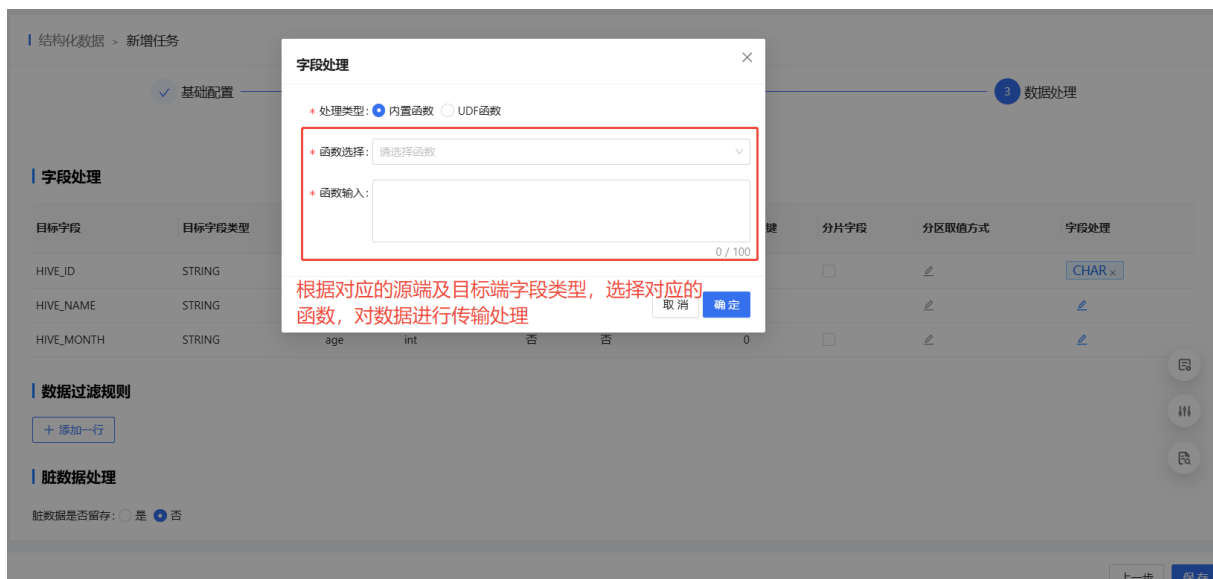 结构化数据 > 新增任务
字段处理
基础配置
3 数据处理
* 处理类型: 内置函数 UDF函数
* 函数选择: 请选择函数
字段处理
* 函数输入:
0 / 100
目标字段 目标字段类型 键 分片字段 分区取值方式 字段处理
HIVE_ID STRING CHAR ×
根据对应的源端及目标端字段类型，选择对应的
函数，对数据进行传输处理
取 消 确 定
HIVE_NAME STRING
HIVE_MONTH STRING age int 否 否 0
数据过滤规则
+ 添加一行
脏数据处理
脏数据是否留存: 是 否
上一步 保 存